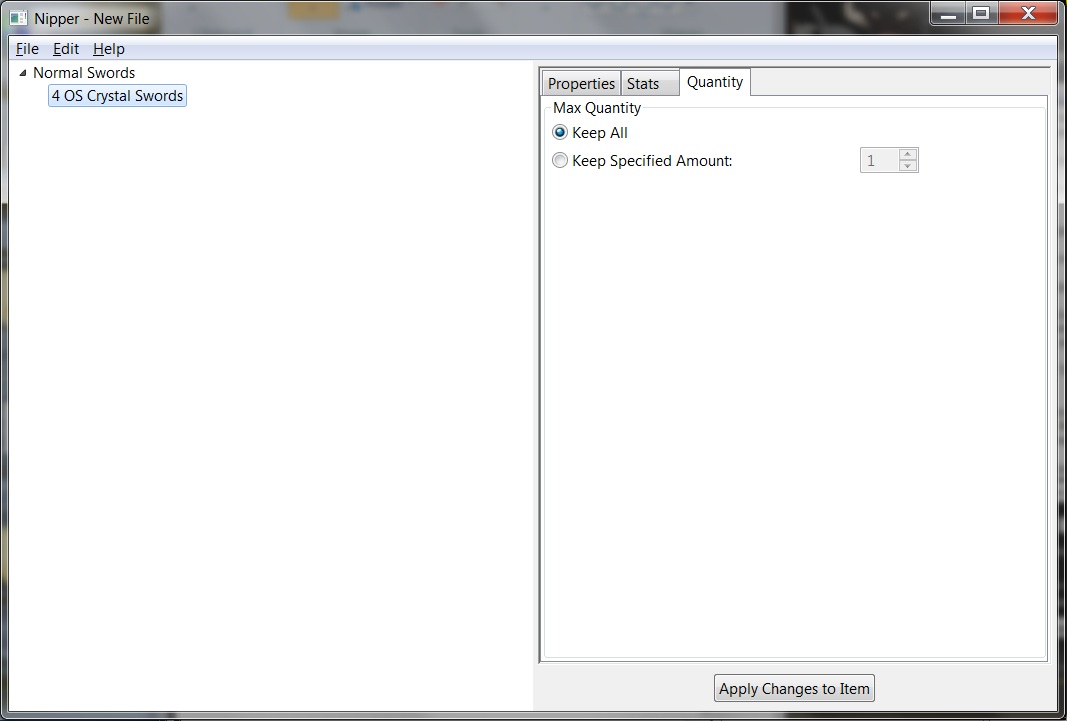 Nipper - New File
File Edit Help
Normal Swords
4 OS Crystal Swords
Properties Stats Quantity
Max Quantity
Keep All
Keep Specified Amount: 1
Apply Changes to Item